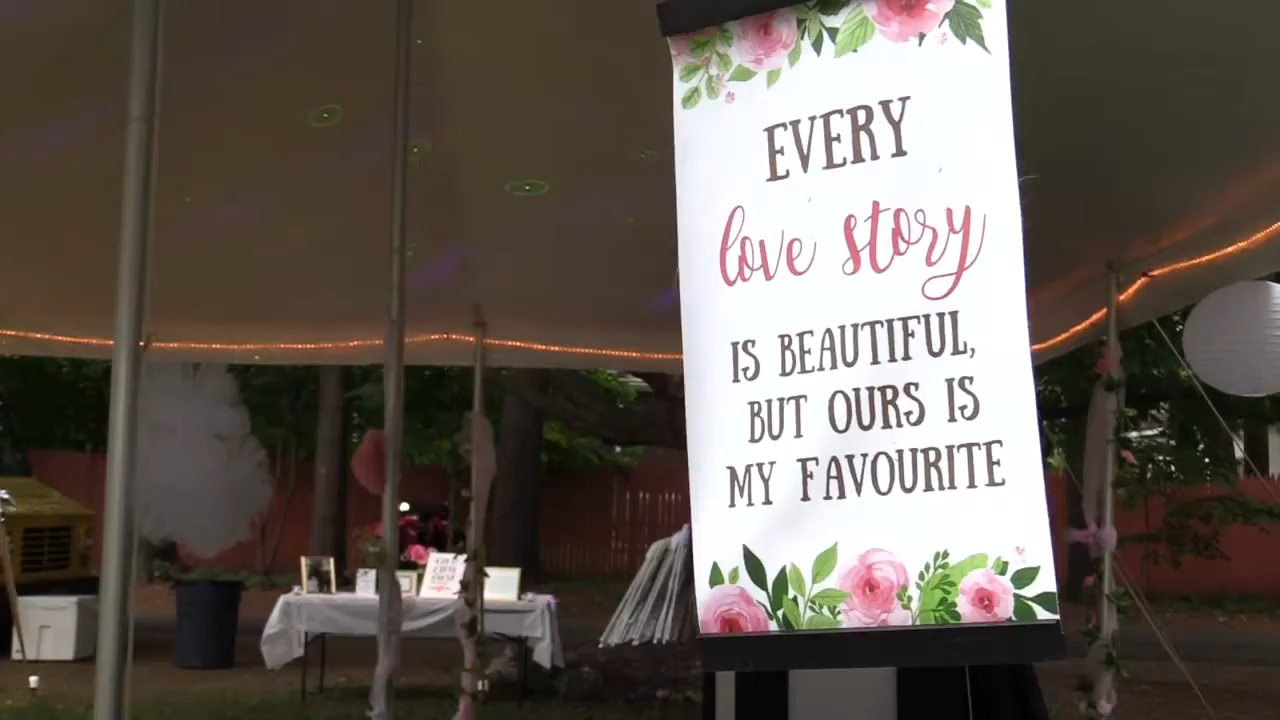 EVERY
love story
IS BEAUTIFUL,
BUT OURS IS
MY FAVOURITE